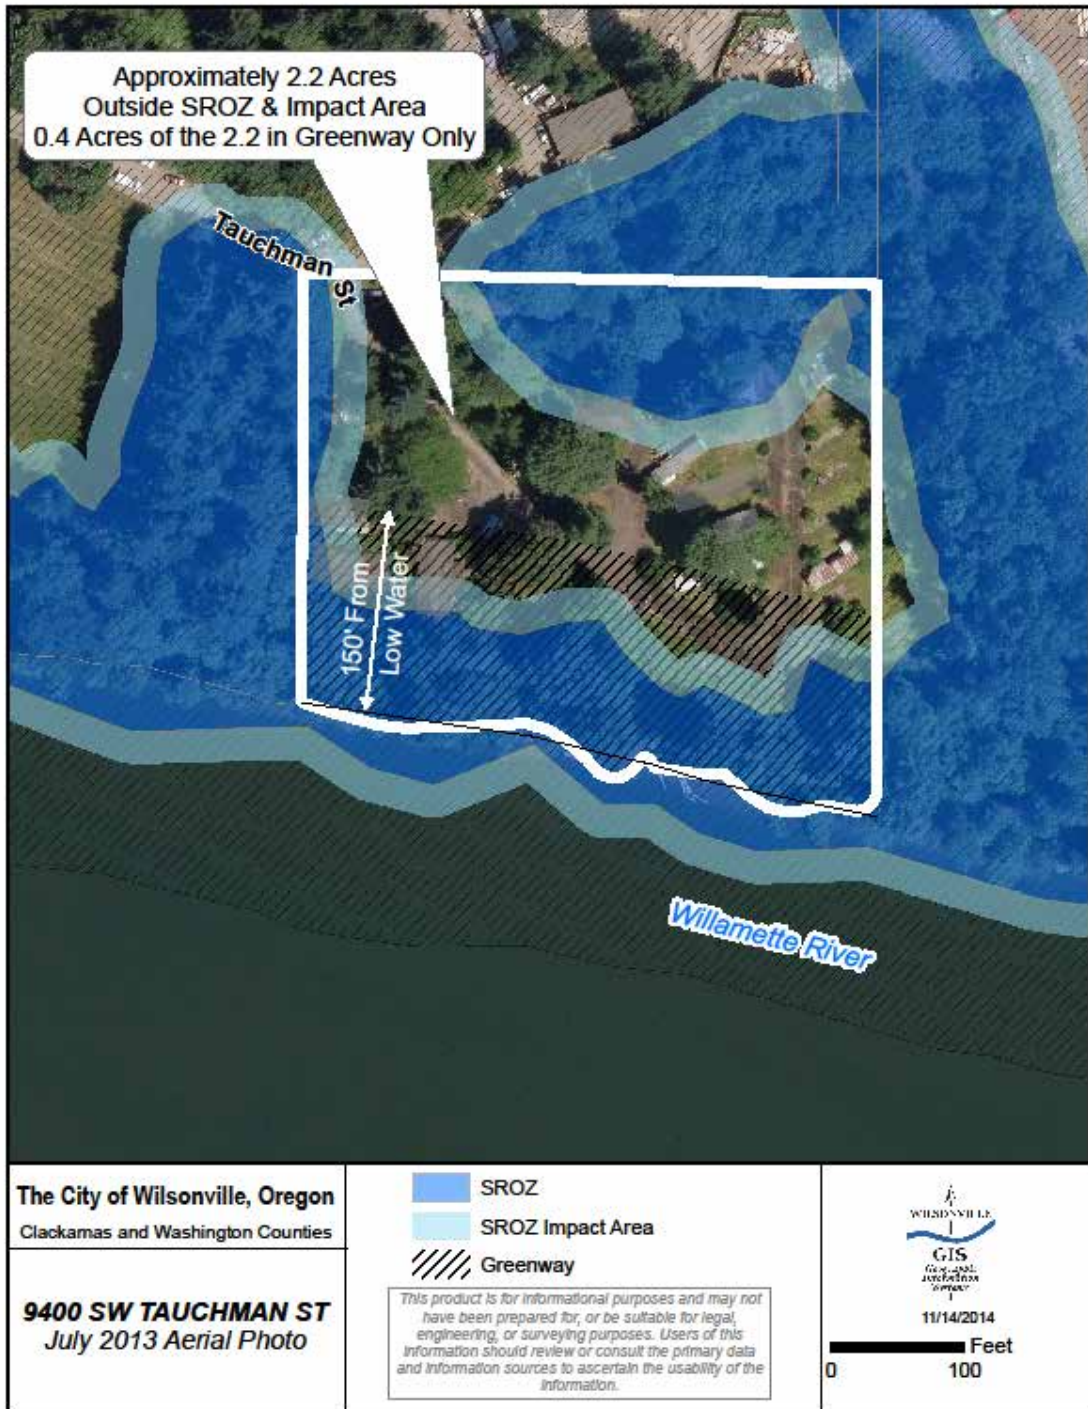 Approximately 2.2 Acres
Outside SROZ & Impact Area
0.4 Acres of the 2.2 in Greenway Only
Tauchman St
150' From
Low Water
Willamette River
The City of Wilsonville, Oregon
Clackamas and Washington Counties
9400 SW TAUCHMAN ST
July 2013 Aerial Photo
SROZ
SROZ Impact Area
Greenway
This product is for informational purposes and may not
have been prepared for, or be suitable for legal,
engineering, or surveying purposes. Users of this
information should review or consult the primary data
and information sources to ascertain the usability of the
information.
WILSONVILLE
GIS
11/14/2014
Feet
0 100